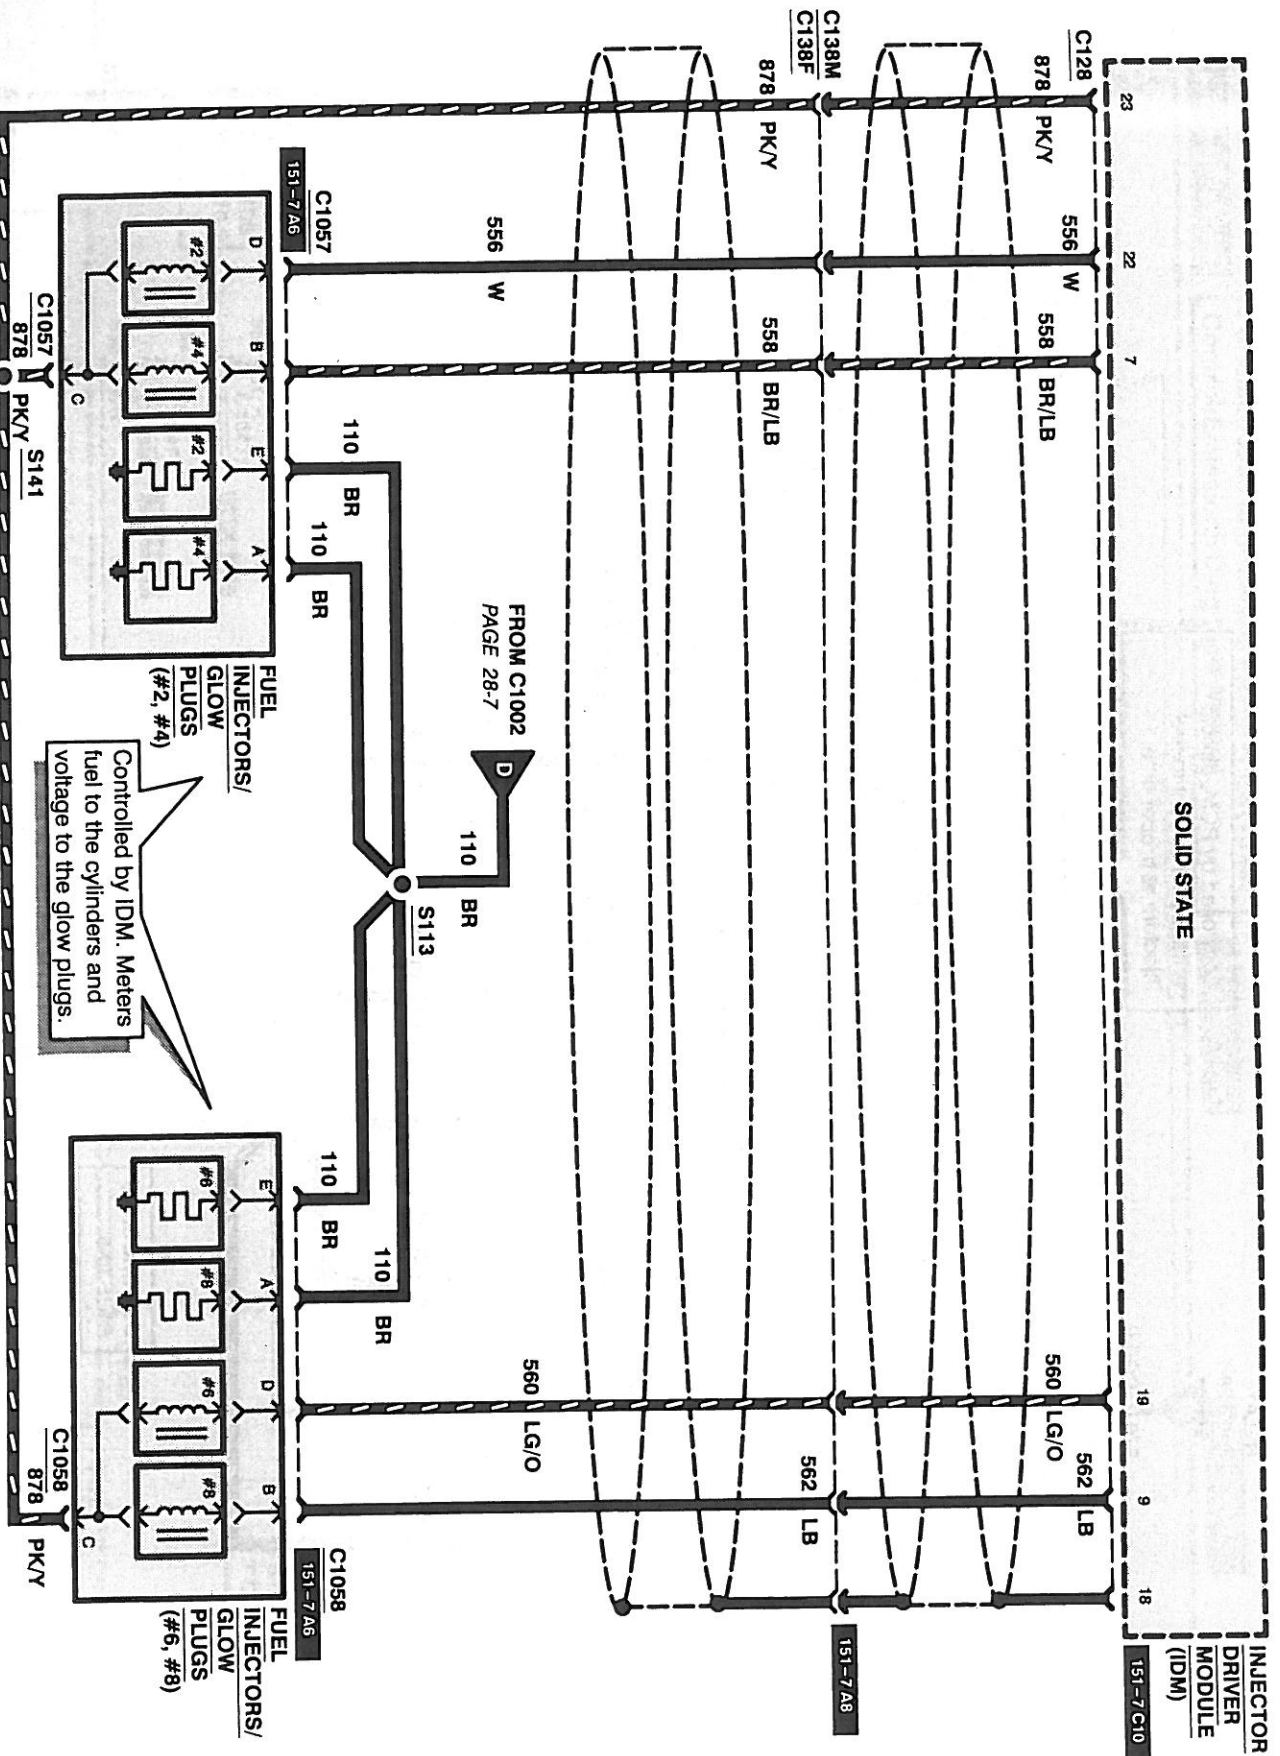 INJECTOR
DRIVER
MODULE
(IDM)
151-7 C10
SOLID STATE
23
22
7
19
9
18
C128
878
PK/Y
556
W
558
BR/LB
560
LG/O
562
LB
C138M
C138F
151-7 A8
878
PK/Y
558
BR/LB
562
LB
556
W
560
LG/O
FROM C1002
PAGE 28-7
D
110
BR
S113
110
BR
110
BR
110
BR
110
BR
C1057
151-7 A6
D
B
E
A
#2
#4
#2
#4
C
FUEL
INJECTORS/
GLOW
PLUGS
(#2, #4)
C1057
878
PK/Y
S141
Controlled by IDM. Meters
fuel to the cylinders and
voltage to the glow plugs.
C1058
151-7 A6
E
A
D
B
#6
#8
#6
#8
C
FUEL
INJECTORS/
GLOW
PLUGS
(#6, #8)
C1058
878
PK/Y